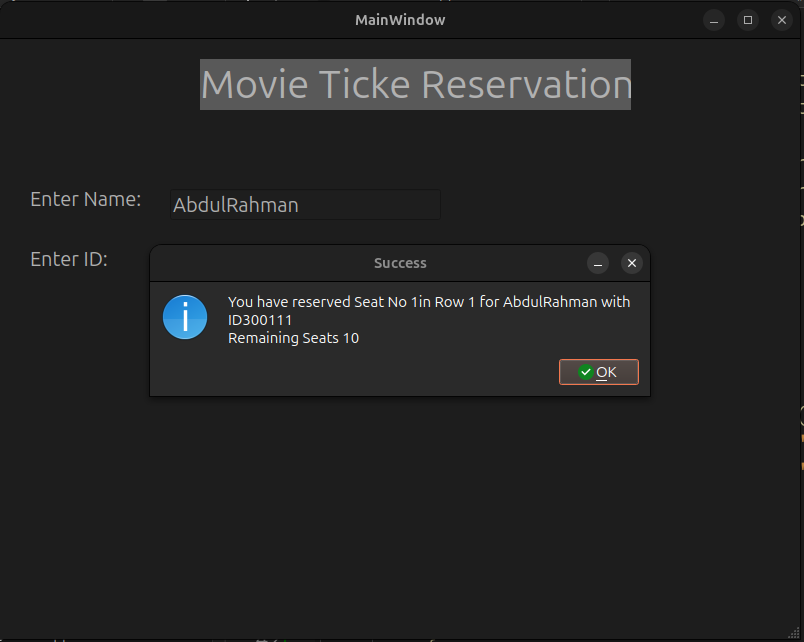 MainWindow
Movie Ticke Reservation
Enter Name:
AbdulRahman
Enter ID:
Success
You have reserved Seat No 1in Row 1 for AbdulRahman with
ID300111
Remaining Seats 10
OK